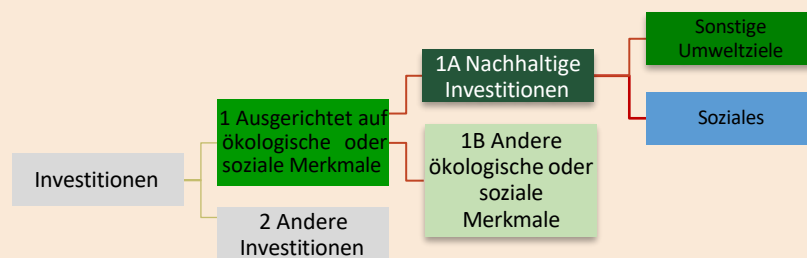 Sonstige
Umweltziele
1A Nachhaltige
Investitionen
1 Ausgerichtet auf
ökologische oder
soziale Merkmale
Soziales
1B Andere
ökologische oder
soziale
Merkmale
Investitionen
2 Andere
Investitionen